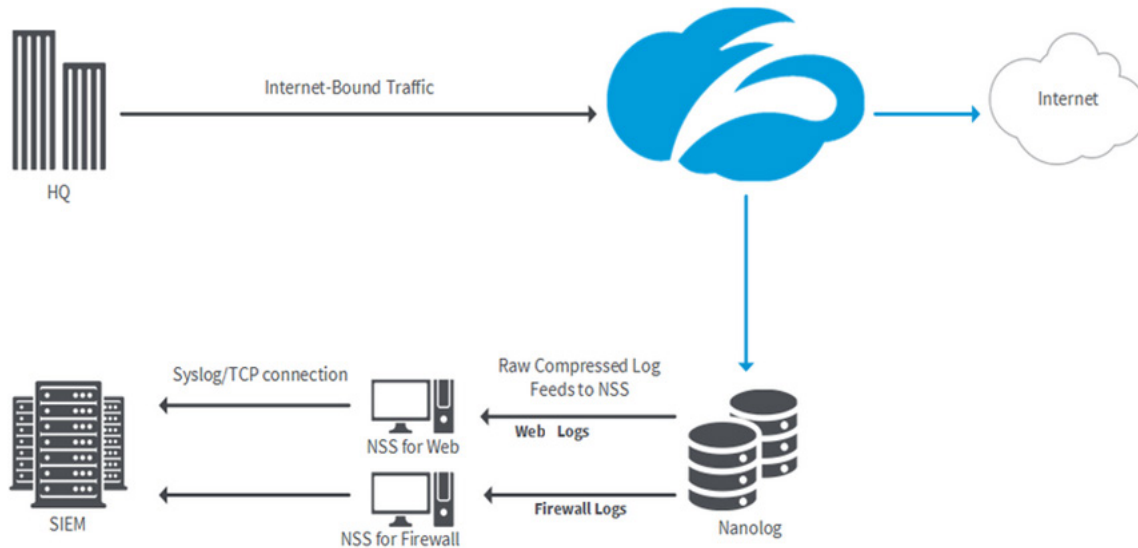 Internet-Bound Traffic
Internet
HQ
Syslog/TCP connection
Raw Compressed Log
Feeds to NSS
Web Logs
NSS for Web
Firewall Logs
SIEM
NSS for Firewall
Nanolog